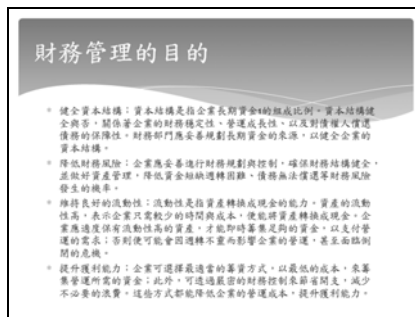 財務管理的目的
* 健全資本結構：資本結構是指企業長期資金的組成比例。資本結構健
全與否，關係著企業的財務穩定性、營運成長性、以及對債權人償還
債務的保障性。財務部門應妥善規劃長期資金的來源，以健全企業的
資本結構。
* 降低財務風險：企業應妥善進行財務規劃與控制，確保財務結構健全，
並做好資產管理，降低資金短缺週轉困難、債務無法償還等財務風險
發生的機率。
* 維持良好的流動性：流動性是指資產轉換成現金的能力。資產的流動
性高，表示企業只需較少的時間與成本，便能將資產轉換成現金。企
業應適度保有流動性高的資產，才能即時籌集足夠的資金，以支付營
運的需求；否則便可能會因週轉不靈而影響企業的營運，甚至面臨倒
閉的危機。
* 提升獲利能力：企業可選擇最適當的籌資方式，以最低的成本，來籌
集營運所需的資金；此外，可透過嚴密的財務控制來節省開支，減少
不必要的浪費。這些方式都能降低企業的營運成本，提升獲利能力。